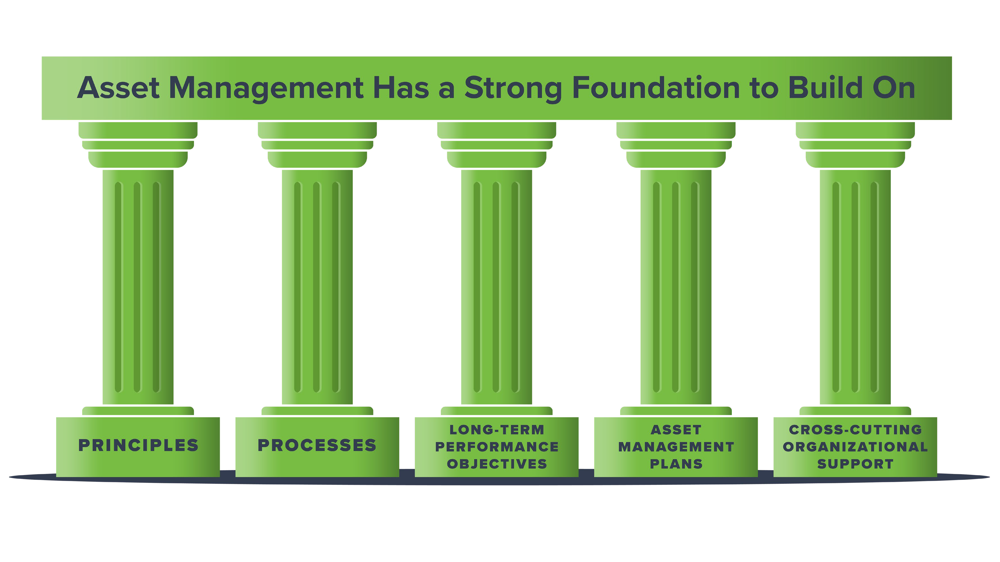 Asset Management Has a Strong Foundation to Build On
PRINCIPLES
PROCESSES
LONG-TERM
PERFORMANCE
OBJECTIVES
ASSET
MANAGEMENT
PLANS
CROSS-CUTTING
ORGANIZATIONAL
SUPPORT